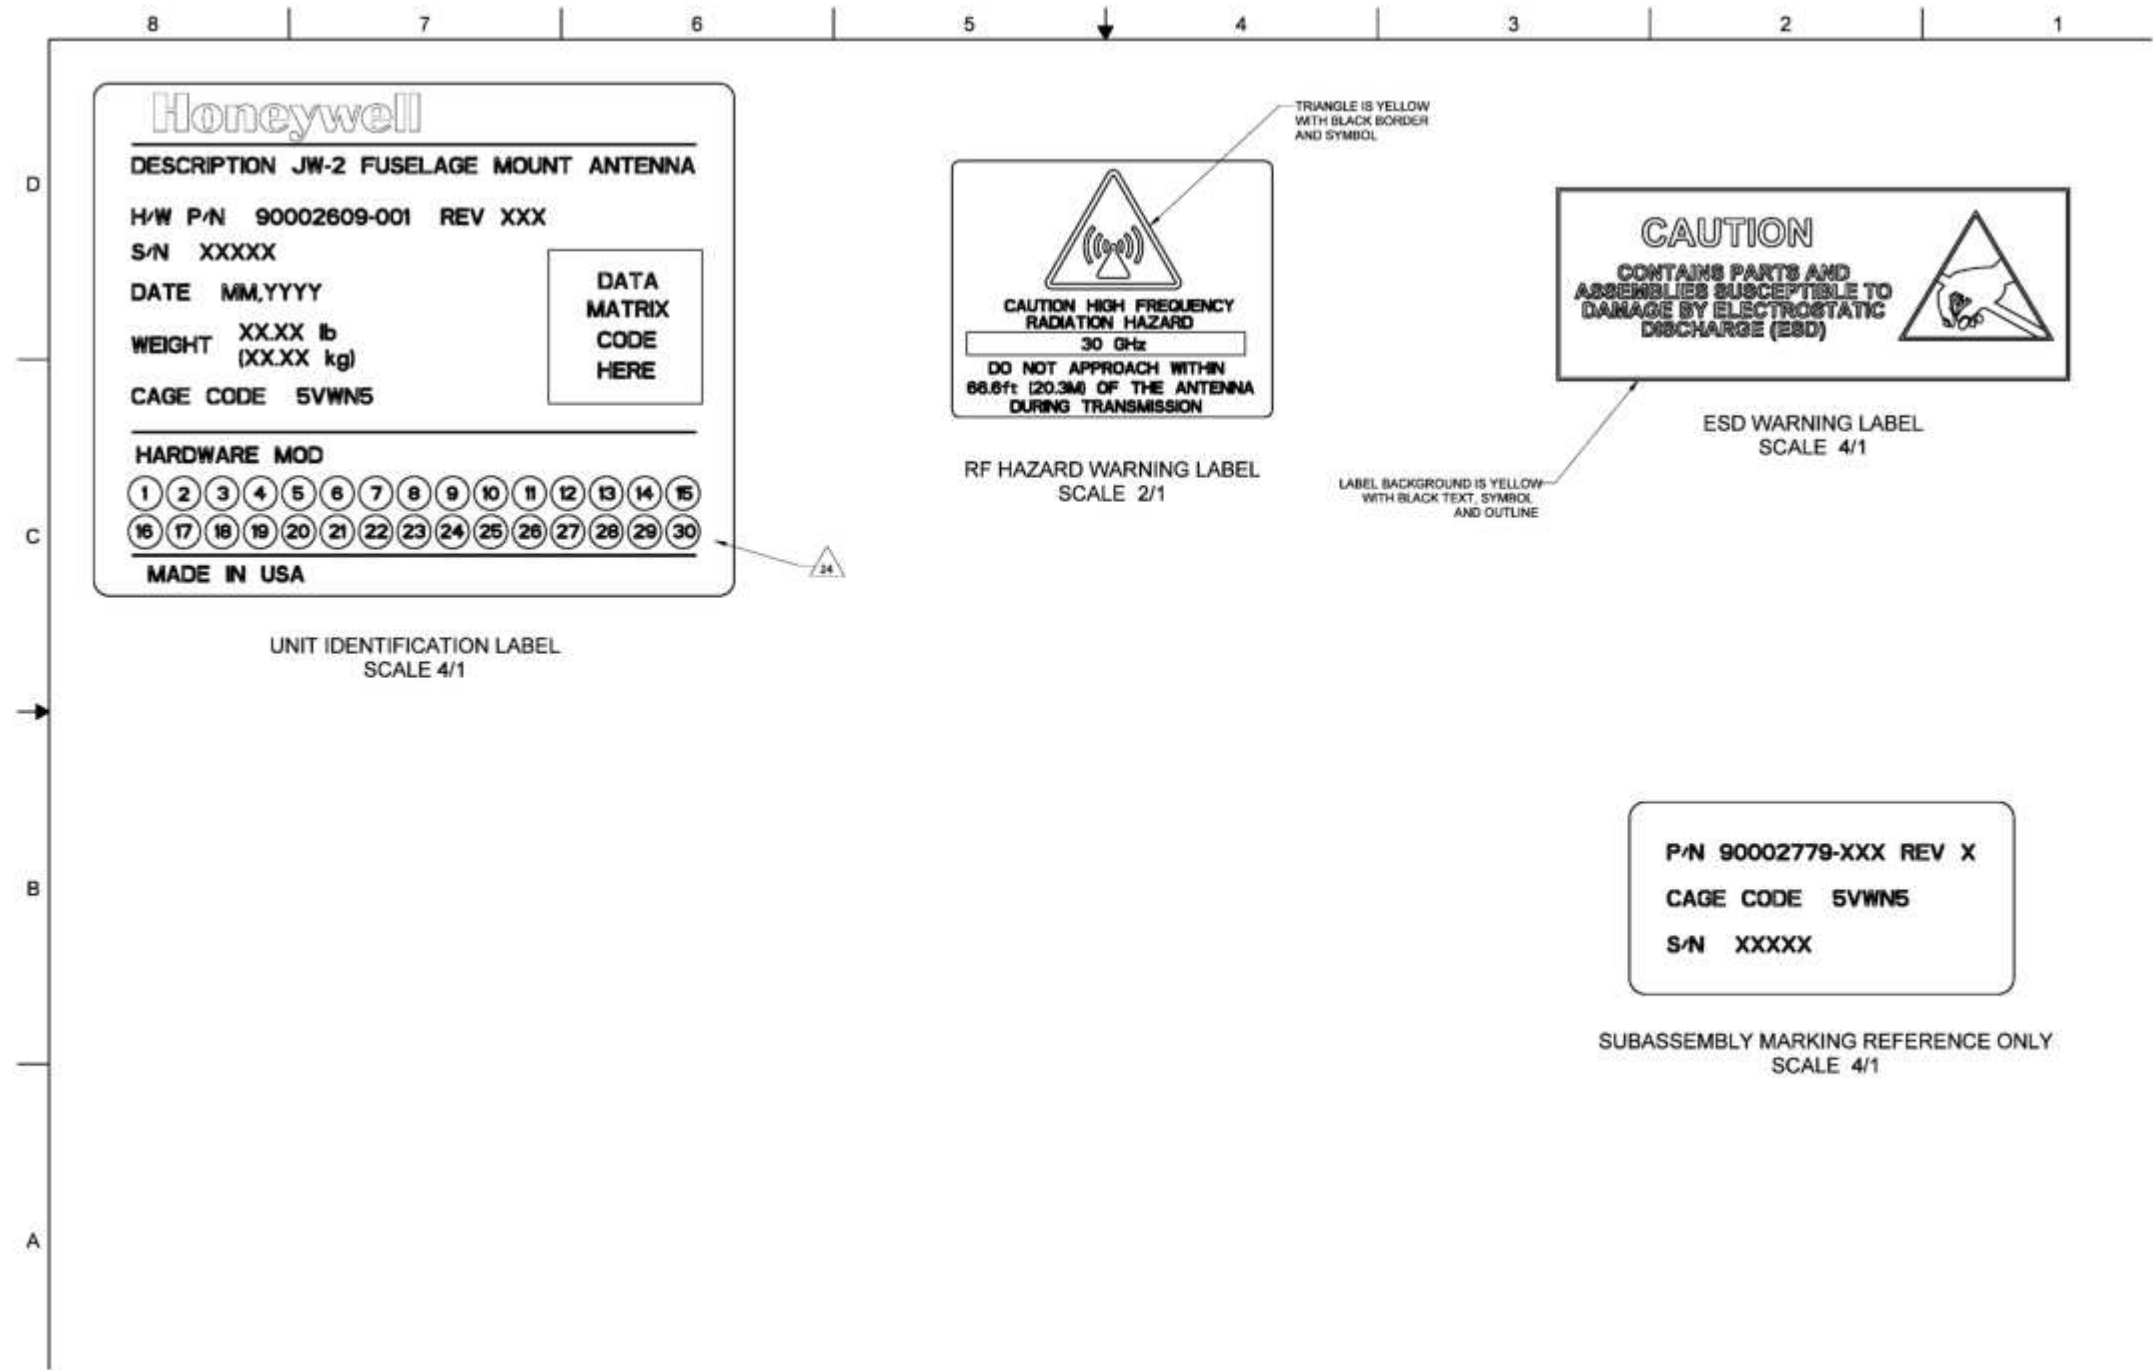 8 7 6 5 4 3 2 1
Honeywell
DESCRIPTION JW-2 FUSELAGE MOUNT ANTENNA
H/W P/N 90002609-001 REV XXX
S/N XXXXX
DATE MM,YYYY
WEIGHT XX.XX lb
(XX.XX kg)
CAGE CODE 5VWN5
DATA
MATRIX
CODE
HERE
HARDWARE MOD
1 2 3 4 5 6 7 8 9 10 11 12 13 14 15
16 17 18 19 20 21 22 23 24 25 26 27 28 29 30
MADE IN USA
24
UNIT IDENTIFICATION LABEL
SCALE 4/1
TRIANGLE IS YELLOW
WITH BLACK BORDER
AND SYMBOL
CAUTION HIGH FREQUENCY
RADIATION HAZARD
30 GHz
DO NOT APPROACH WITHIN
66.6ft (20.3M) OF THE ANTENNA
DURING TRANSMISSION
RF HAZARD WARNING LABEL
SCALE 2/1
CAUTION
CONTAINS PARTS AND
ASSEMBLIES SUSCEPTIBLE TO
DAMAGE BY ELECTROSTATIC
DISCHARGE (ESD)
ESD WARNING LABEL
SCALE 4/1
LABEL BACKGROUND IS YELLOW
WITH BLACK TEXT, SYMBOL
AND OUTLINE
P/N 90002779-XXX REV X
CAGE CODE 5VWN5
S/N XXXXX
SUBASSEMBLY MARKING REFERENCE ONLY
SCALE 4/1
D
C
B
A